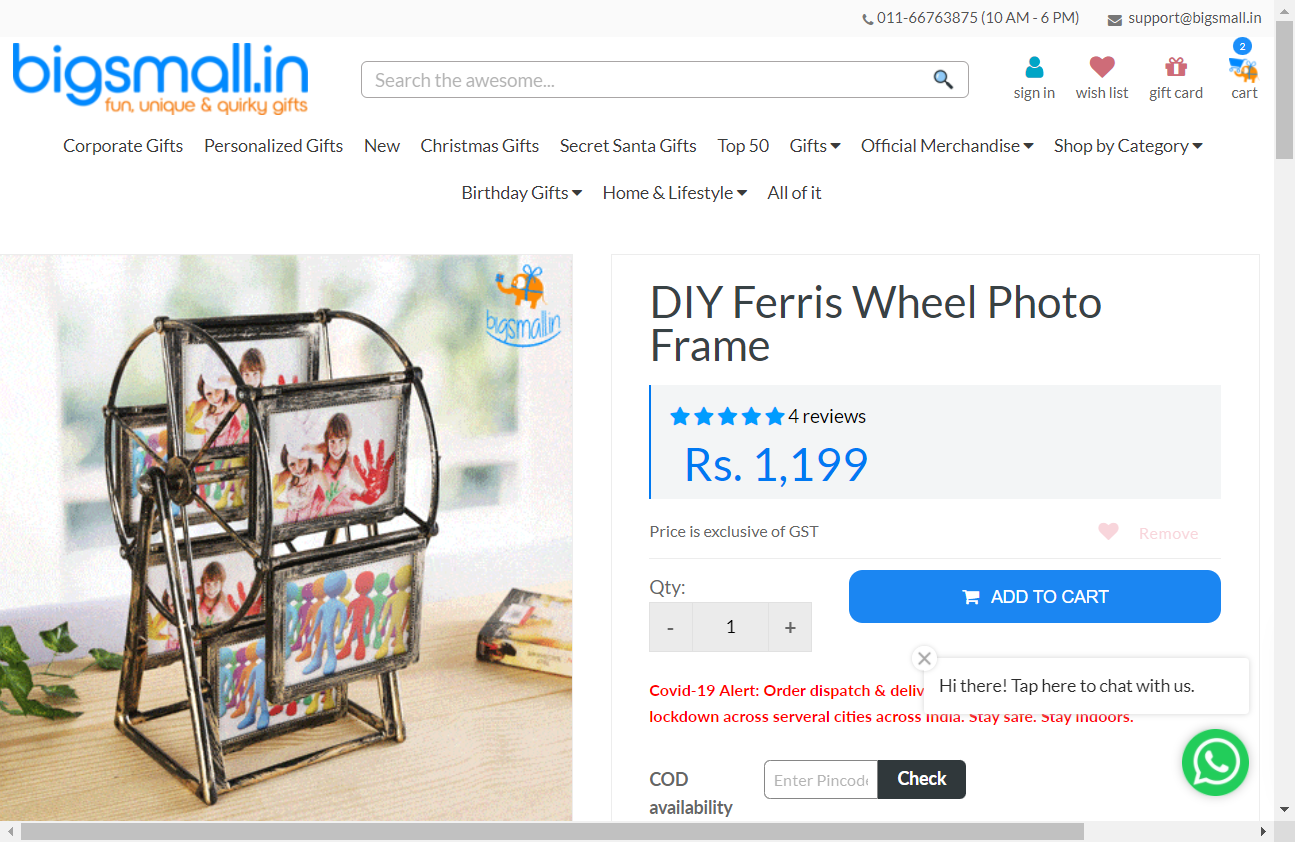 011-66763875 (10 AM - 6 PM)
support@bigsmall.in
bigsmall.in
fun, unique & quirky gifts
Search the awesome...
sign in
wish list
gift card
2
cart
Corporate Gifts
Personalized Gifts
New
Christmas Gifts
Secret Santa Gifts
Top 50
Gifts
Official Merchandise
Shop by Category
Birthday Gifts
Home & Lifestyle
All of it
bigsmall.in
DIY Ferris Wheel Photo
Frame
4 reviews
Rs. 1,199
Price is exclusive of GST
Remove
Qty:
- 1 +
ADD TO CART
Covid-19 Alert: Order dispatch &
Hi there! Tap here to chat with us.
lockdown across serveral cities across India. Stay safe. Stay indoors.
COD
availability
Enter Pincode
Check